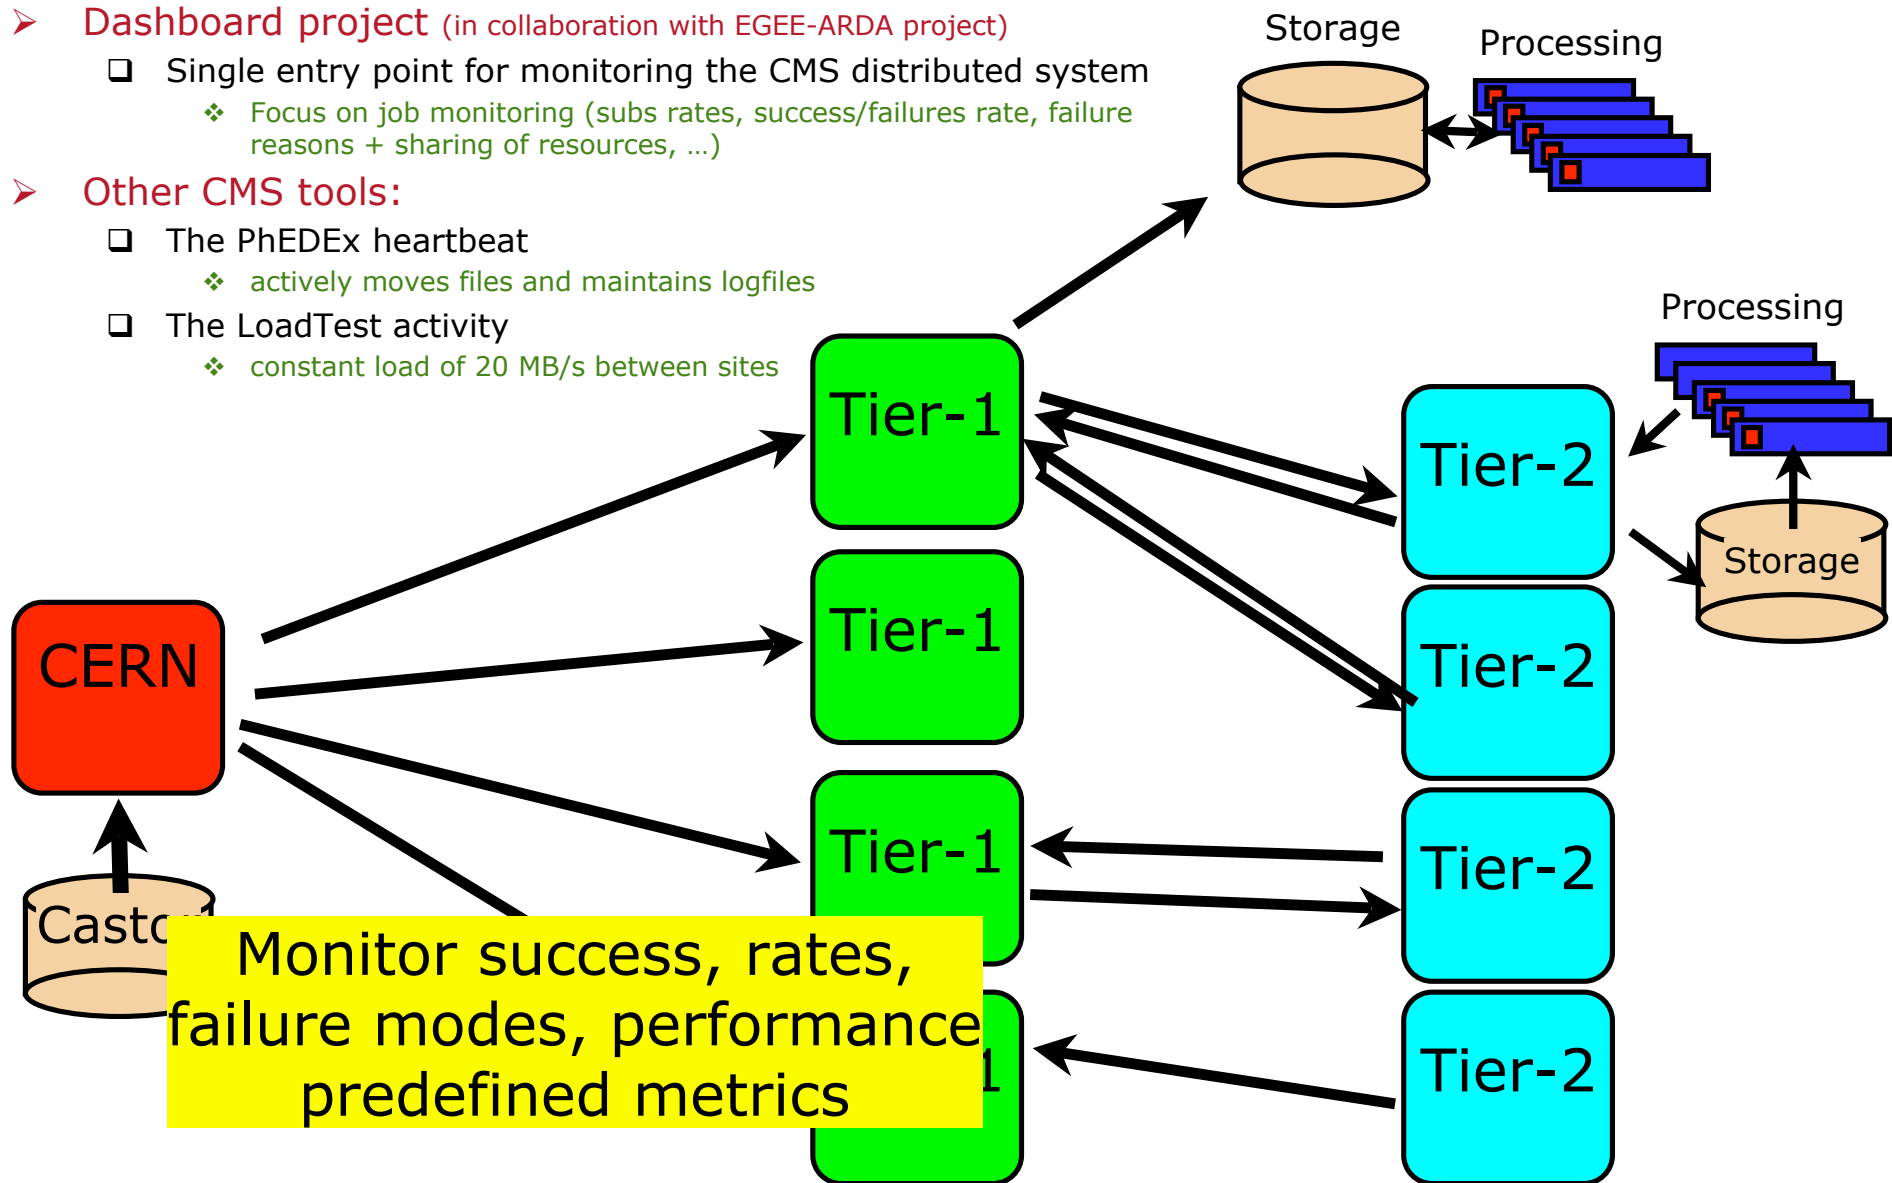 ➢ Dashboard project (in collaboration with EGEE-ARDA project)
❑ Single entry point for monitoring the CMS distributed system
❖ Focus on job monitoring (subs rates, success/failures rate, failure
reasons + sharing of resources, …)
➢ Other CMS tools:
❑ The PhEDEx heartbeat
❖ actively moves files and maintains logfiles
❑ The LoadTest activity
❖ constant load of 20 MB/s between sites
Storage
Processing
Processing
Tier-1
Tier-2
Storage
Tier-1
CERN
Tier-2
Tier-1
Tier-2
Castor
Monitor success, rates,
failure modes, performance
predefined metrics
1
Tier-2